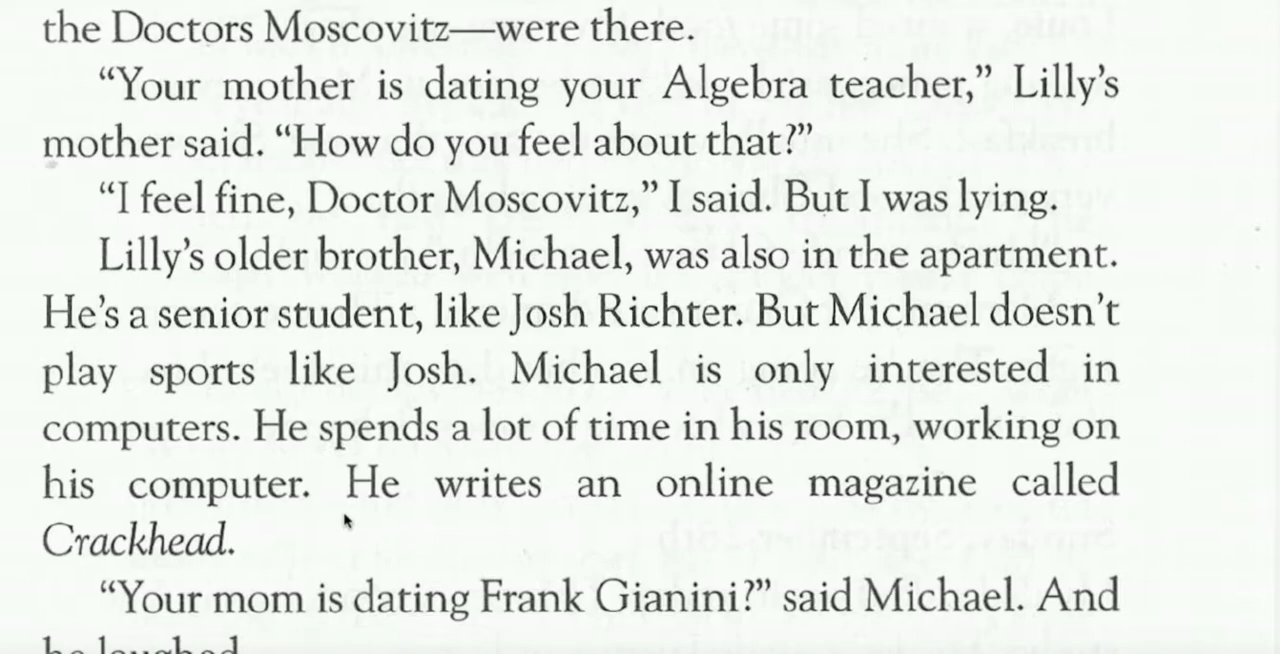 the Doctors Moscovitz—were there.
“Your mother is dating your Algebra teacher,” Lilly’s
mother said. “How do you feel about that?”
“I feel fine, Doctor Moscovitz,” I said. But I was lying.
Lilly’s older brother, Michael, was also in the apartment.
He’s a senior student, like Josh Richter. But Michael doesn’t
play sports like Josh. Michael is only interested in
computers. He spends a lot of time in his room, working on
his computer. He writes an online magazine called
Crackhead.
“Your mom is dating Frank Gianini?” said Michael. And
he laughed